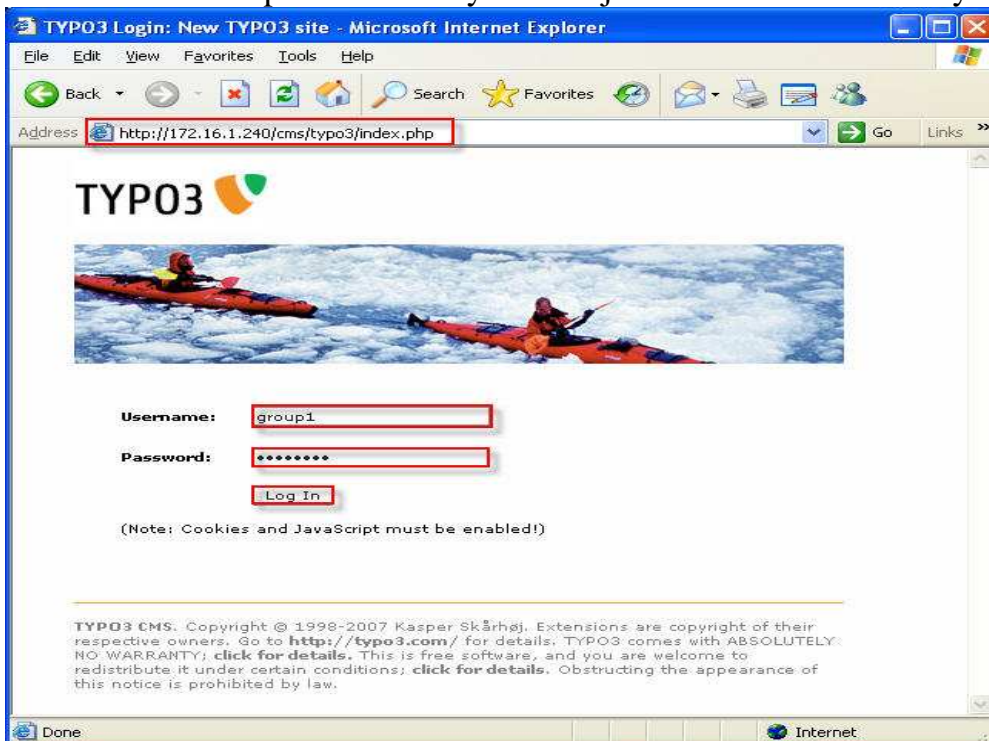 TYPO3 Login: New TYPO3 site - Microsoft Internet Explorer
File Edit View Favorites Tools Help
Back Search Favorites
Address http://172.16.1.240/cms/typo3/index.php Go Links »
TYPO3
Username: group1
Password: ••••••••
Log In
(Note: Cookies and JavaScript must be enabled!)
TYPO3 CMS. Copyright © 1998-2007 Kasper Skårhøj. Extensions are copyright of their
respective owners. Go to http://typo3.com/ for details. TYPO3 comes with ABSOLUTELY
NO WARRANTY; click for details. This is free software, and you are welcome to
redistribute it under certain conditions; click for details. Obstructing the appearance of
this notice is prohibited by law.
Done Internet